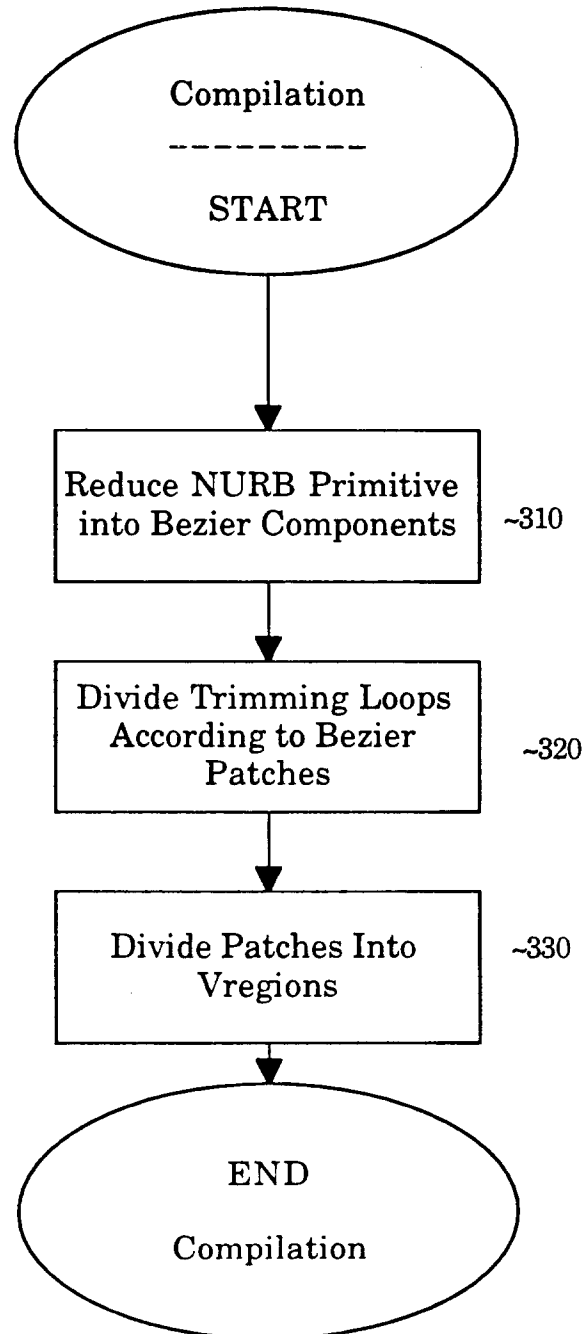 Compilation
---------
START
Reduce NURB Primitive
into Bezier Components
~310
Divide Trimming Loops
According to Bezier
Patches
~320
Divide Patches Into
Vregions
~330
END
Compilation